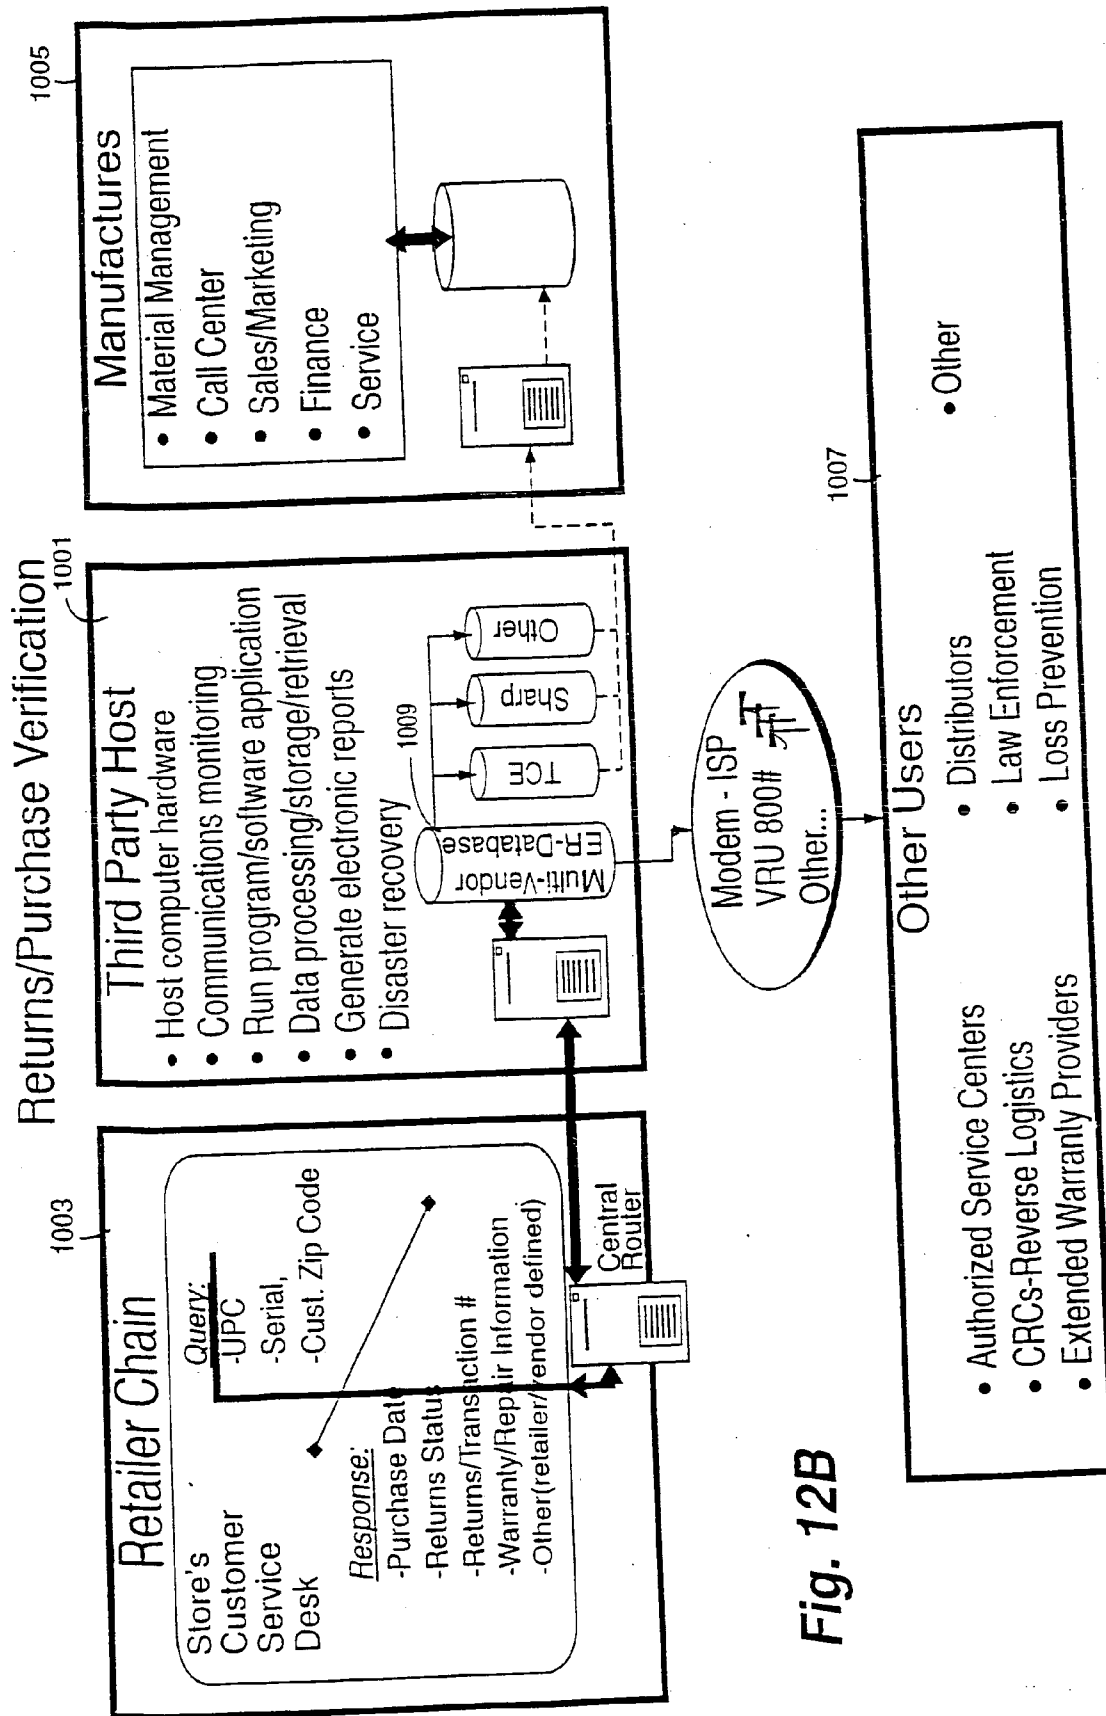 Returns/Purchase Verification
1003
Retailer Chain
Store's
Customer
Service
Desk
Query:
-UPC
-Serial,
-Cust. Zip Code
Response:
-Purchase Date
-Returns Status
-Returns/Transaction #
-Warranty/Repair Information
-Other(retailer/vendor defined)
Central
Router
1001
Third Party Host
• Host computer hardware
• Communications monitoring
• Run program/software application
• Data processing/storage/retrieval
• Generate electronic reports
• Disaster recovery
1009
Multi-Vendor
ER-Database
TCE
Sharp
Other
1005
Manufactures
• Material Management
• Call Center
• Sales/Marketing
• Finance
• Service
Modem - ISP
VRU 800#
Other...
1007
Other Users
• Authorized Service Centers
• CRCs-Reverse Logistics
• Extended Warranty Providers
• Distributors
• Law Enforcement
• Loss Prevention
• Other
Fig. 12B